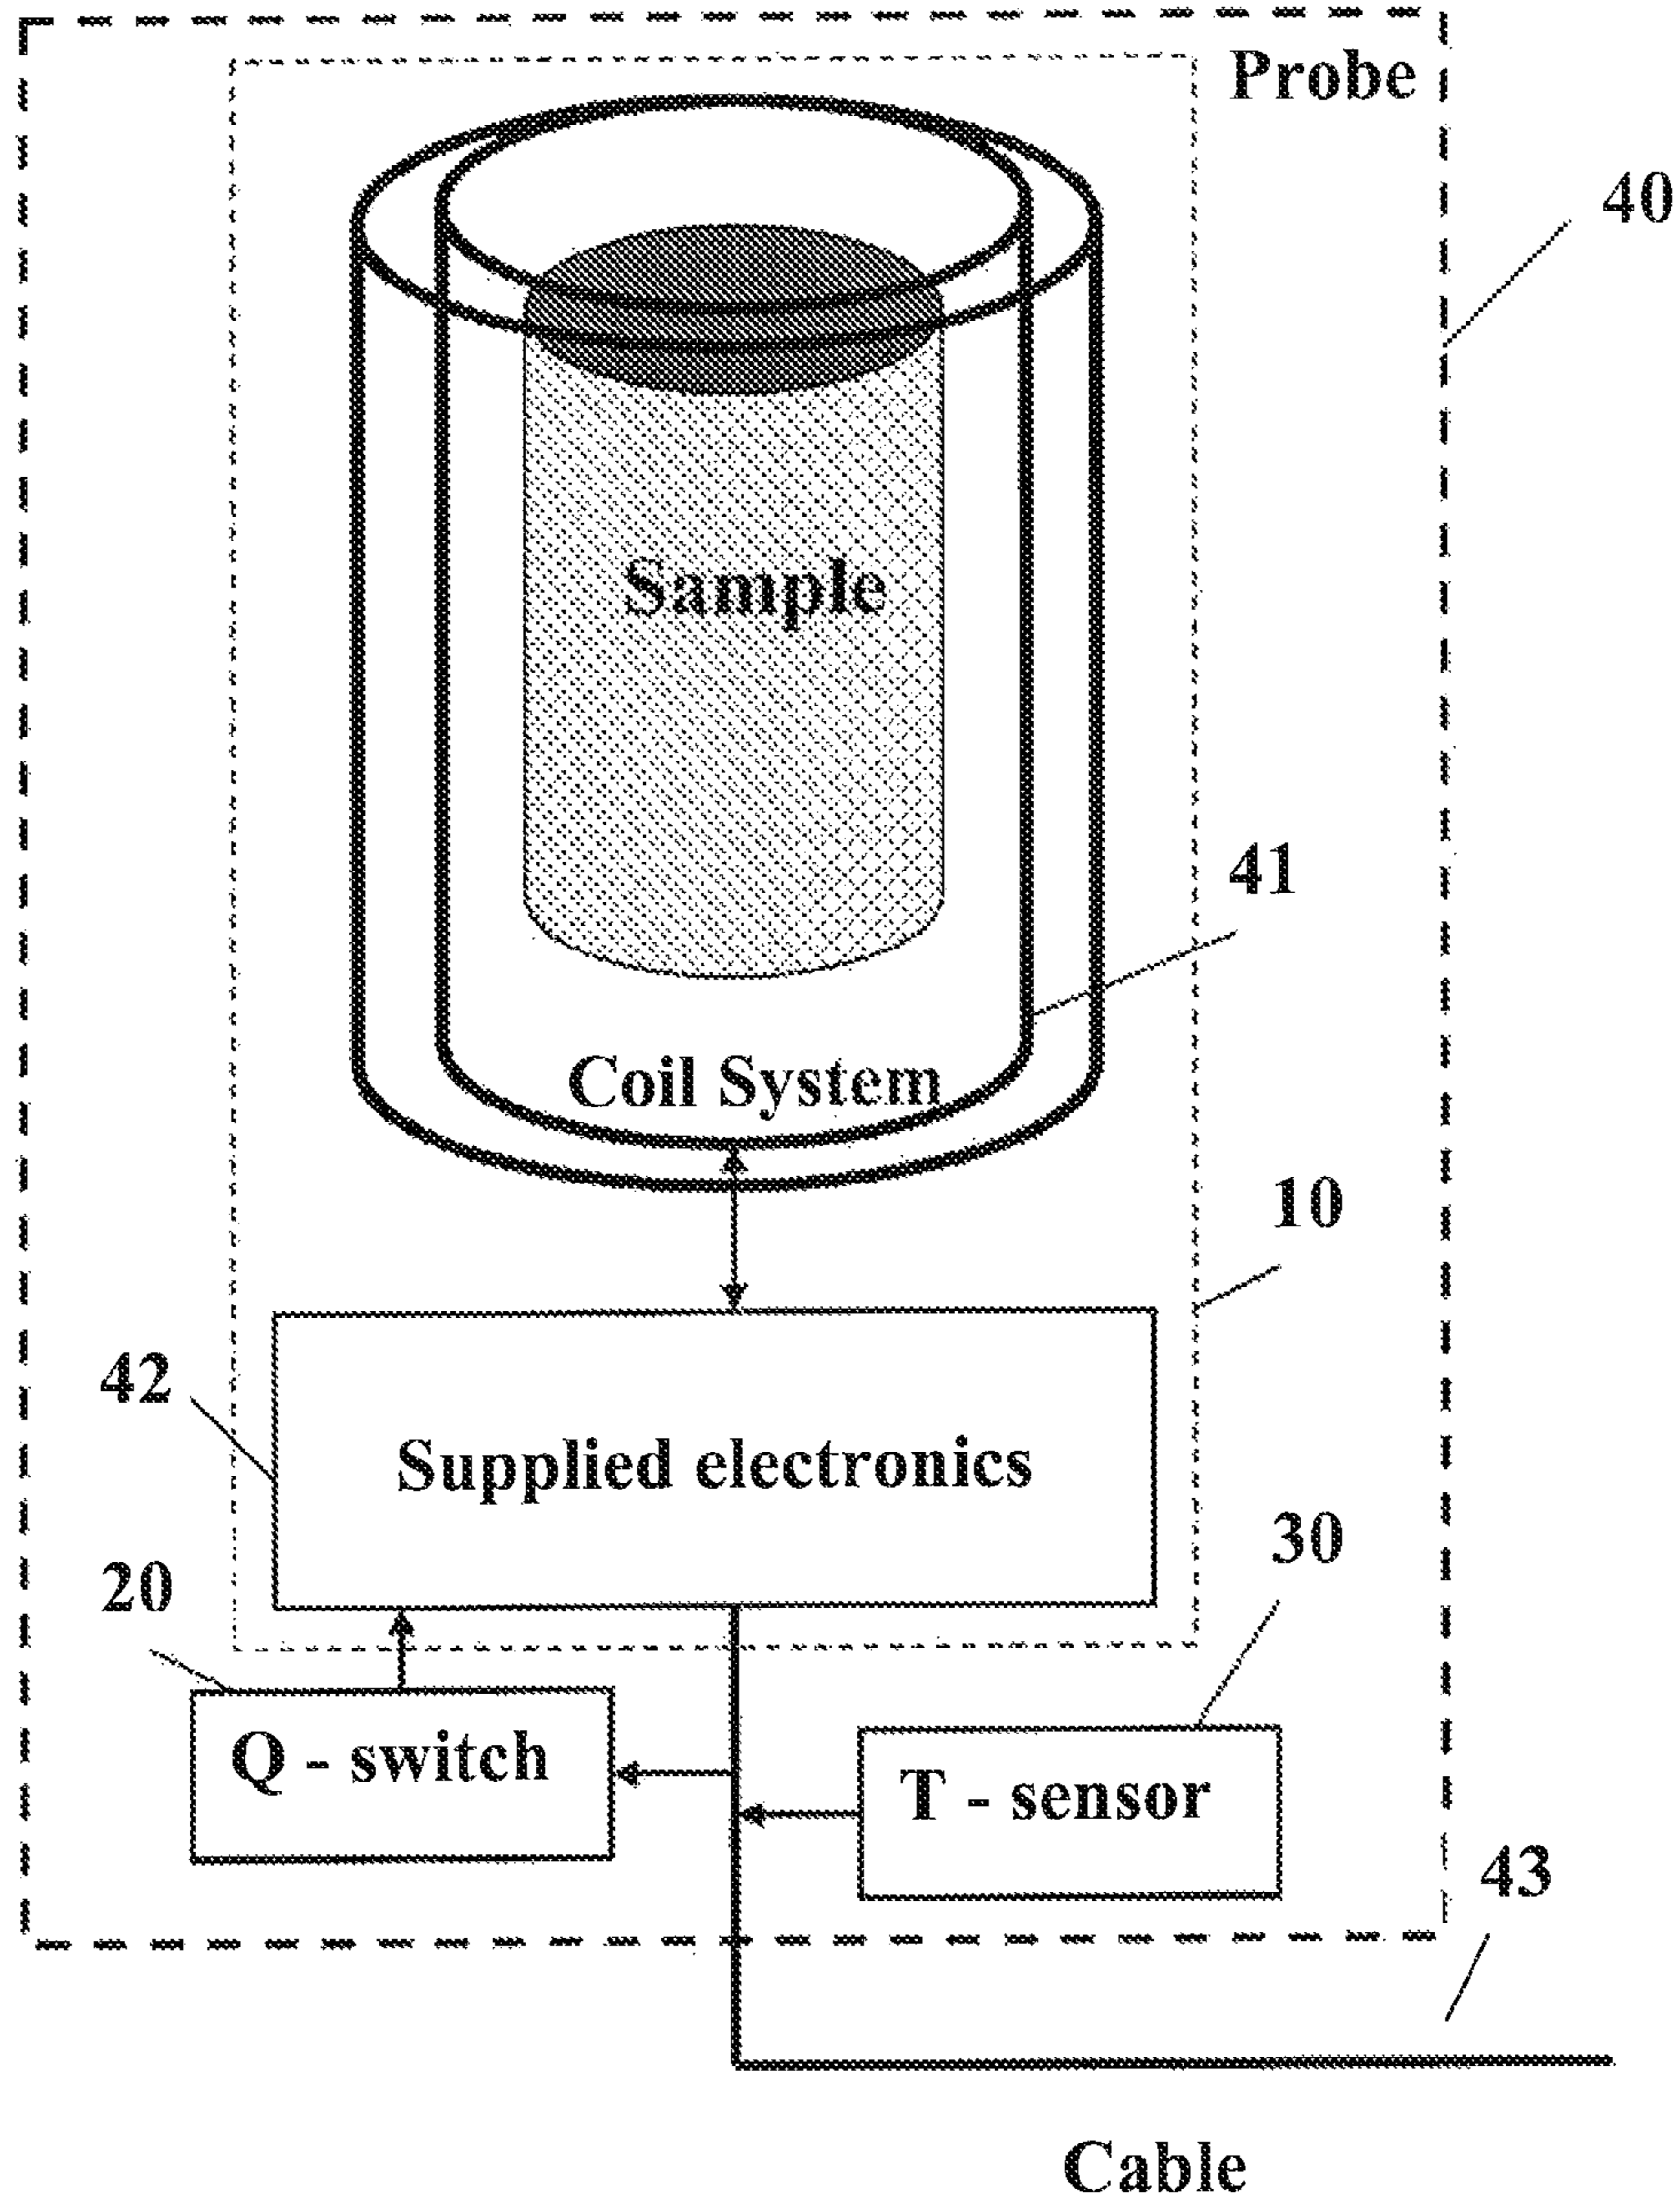 Probe
40
Sample
41
Coil System
10
42
Supplied electronics
30
20
Q - switch
T - sensor
43
Cable